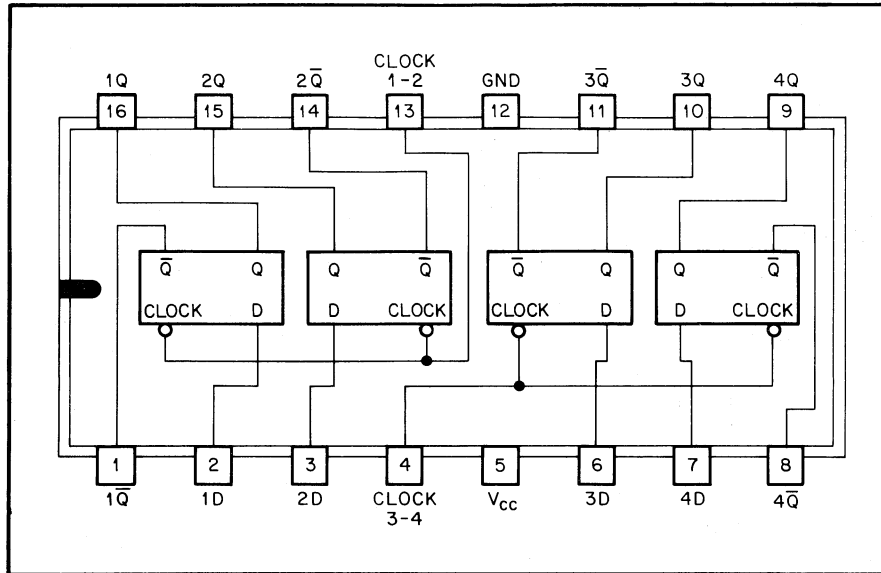 1Q 2Q 2Q̅ CLOCK 1-2 GND 3Q̅ 3Q 4Q
16 15 14 13 12 11 10 9
Q̅ Q Q Q̅ Q̅ Q Q Q̅
CLOCK D D CLOCK CLOCK D D CLOCK
1 2 3 4 5 6 7 8
1Q̅ 1D 2D CLOCK 3-4 VCC 3D 4D 4Q̅